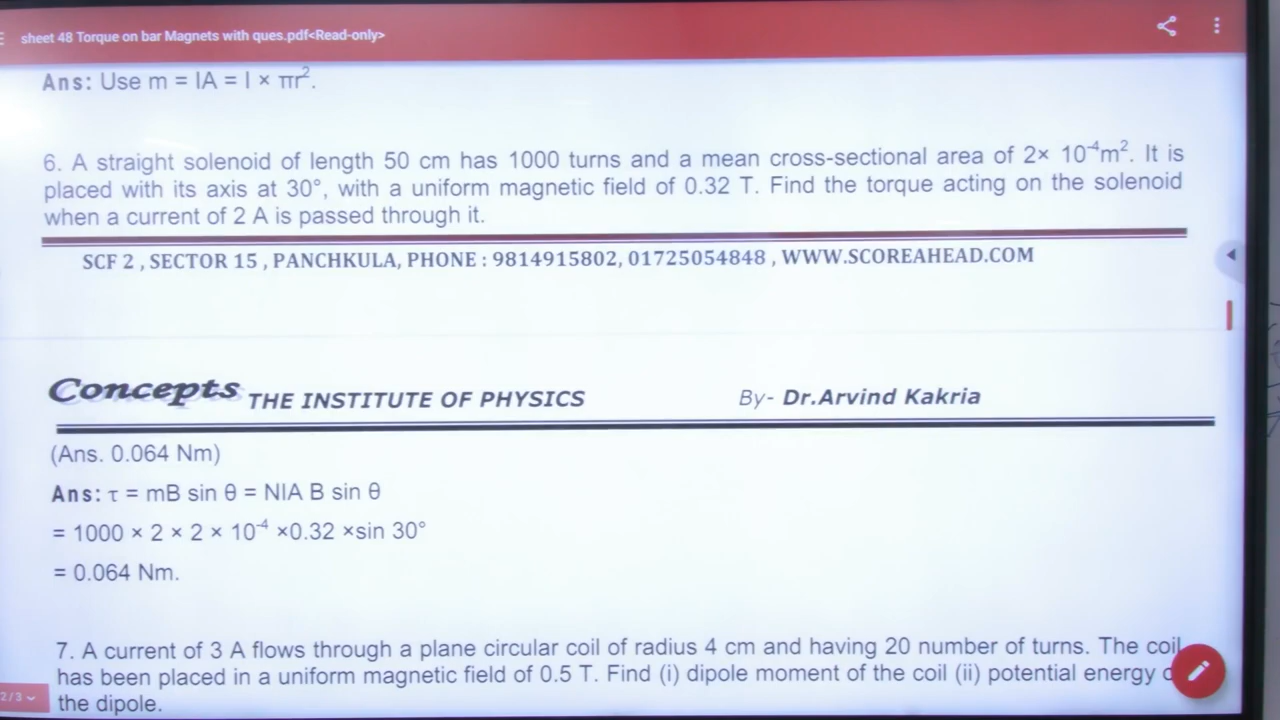 sheet 48 Torque on bar Magnets with ques.pdf<Read-only>
Ans: Use m = IA = I × πr².
6. A straight solenoid of length 50 cm has 1000 turns and a mean cross-sectional area of 2× 10⁻⁴m². It is
placed with its axis at 30°, with a uniform magnetic field of 0.32 T. Find the torque acting on the solenoid
when a current of 2 A is passed through it.
SCF 2 , SECTOR 15 , PANCHKULA, PHONE : 9814915802, 01725054848 , WWW.SCOREAHEAD.COM
Concepts THE INSTITUTE OF PHYSICS By- Dr.Arvind Kakria
(Ans. 0.064 Nm)
Ans: τ = mB sin θ = NIA B sin θ
= 1000 × 2 × 2 × 10⁻⁴ ×0.32 ×sin 30°
= 0.064 Nm.
7. A current of 3 A flows through a plane circular coil of radius 4 cm and having 20 number of turns. The coil
has been placed in a uniform magnetic field of 0.5 T. Find (i) dipole moment of the coil (ii) potential energy
2/3
the dipole.